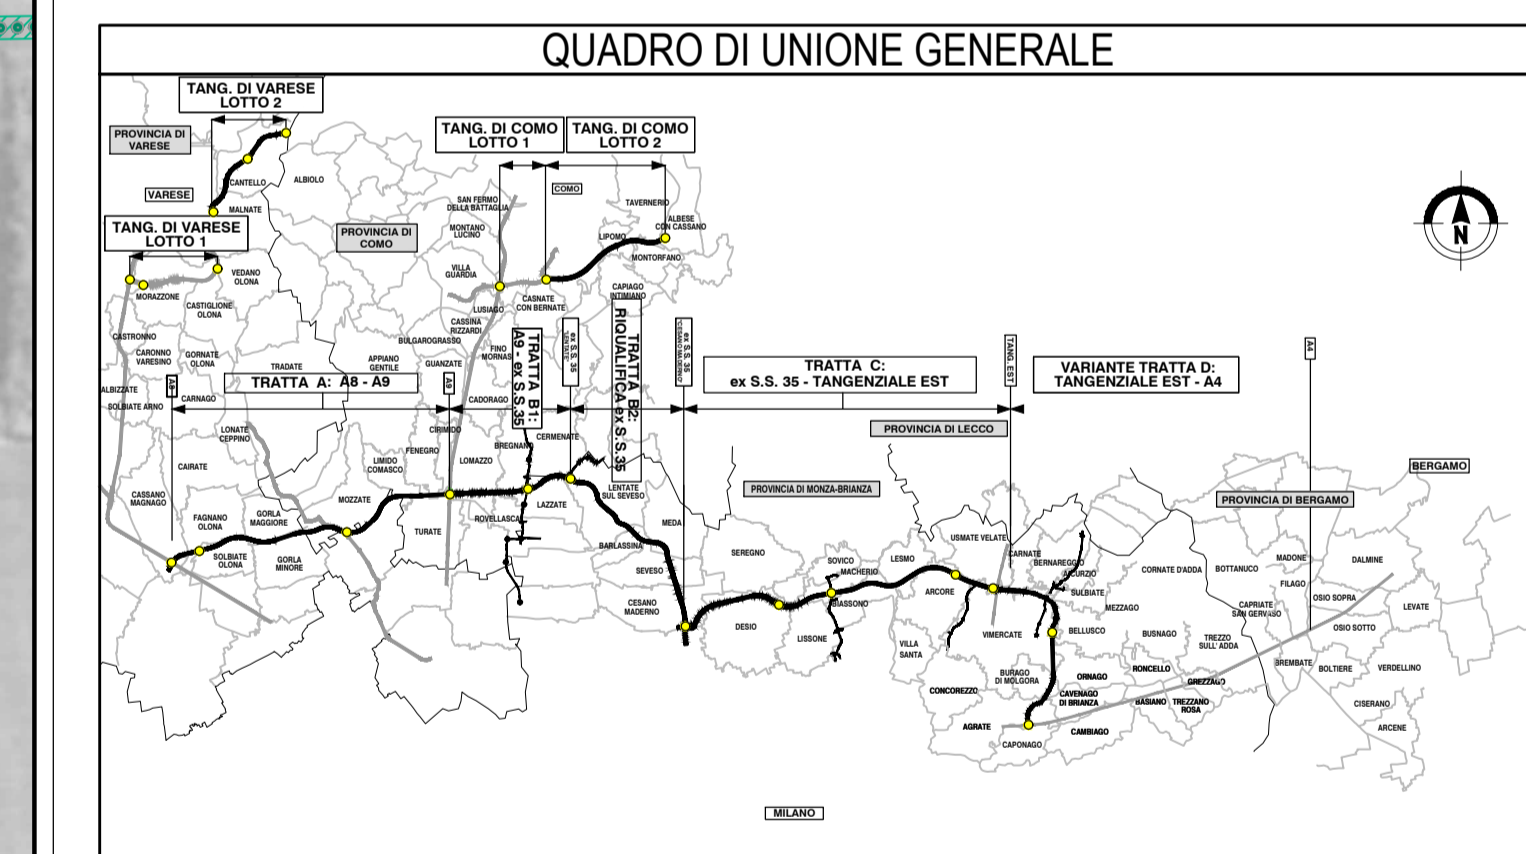 QUADRO DI UNIONE GENERALE
TANG. DI VARESE
LOTTO 2
PROVINCIA DI
VARESE
VARESE
CANTELLO
ALBIOLO
MALNATE
TANG. DI VARESE
LOTTO 1
PROVINCIA DI
COMO
TANG. DI COMO
LOTTO 1
TANG. DI COMO
LOTTO 2
COMO
SAN FERMO
DELLA BATTAGLIA
MONTANO
LUCINO
VILLA
GUARDIA
TAVERNERIO
ALBESE
CON CASSANO
LIPOMO
MONTORFANO
CAPIAGO
INTIMIANO
N
VEDANO
OLONA
MORAZZONE
CASTIGLIONE
OLONA
LUSIAGO
CASNATE
CON BERNATE
CASSINA
RIZZARDI
BULGAROGRASSO
FINO
MORNAS
CASTRONNO
CARONNO
VARESINO
GORNATE
OLONA
TRADATE
APPIANO
GENTILE
GUANZATE
ALBIZZATE
SOLBIATE ARNO
CARNAGO
CADORAGO
A8
TRATTA A: A8 - A9
A9
TRATTA B1:
A9 - ex S.S.35
ex S.S. 35
TRATTA B2:
RIQUALIFICA ex S.S.35
ex S.S. 35
"CESANO MADERNO"
TRATTA C:
ex S.S. 35 - TANGENZIALE EST
TANG. EST
VARIANTE TRATTA D:
TANGENZIALE EST - A4
A4
LONATE
CEPPINO
CIRIMIDO
FENEGRO
LIMIDO
COMASCO
LOMAZZO
BREGNANO
CERMENATE
PROVINCIA DI LECCO
BERGAMO
CAIRATE
CASSANO
MAGNAGO
MOZZATE
LENTATE
SUL SEVESO
PROVINCIA DI MONZA-BRIANZA
PROVINCIA DI BERGAMO
FAGNANO
OLONA
GORLA
MAGGIORE
TURATE
ROVELLASCA
LAZZATE
MEDA
SOLBIATE
OLONA
GORLA
MINORE
BARLASSINA
SEVESO
CESANO
MADERNO
SEREGNO
SOVICO
MACHERIO
LESMO
USMATE VELATE
CARNATE
BERNAREGGIO
AICURZIO
SULBIATE
CORNATE D'ADDA
BOTTANUCO
MADONE
FILAGO
DALMINE
OSIO SOPRA
LEVATE
CAPRIATE
SAN GERVASO
OSIO SOTTO
BIASSONO
ARCORE
MEZZAGO
DESIO
LISSONE
VILLA
SANTA
VIMERCATE
BELLUSCO
BUSNAGO
TREZZO
SULL' ADDA
BREMBATE
BOLTIERE
VERDELLINO
BURAGO
DI MOLGORA
ORNAGO
RONCELLO
GREZZAGO
CONCOREZZO
CAVENAGO
DI BRIANZA
BASIANO
TREZZANO
ROSA
CISERANO
ARCENE
AGRATE
CAMBIAGO
CAPONAGO
MILANO